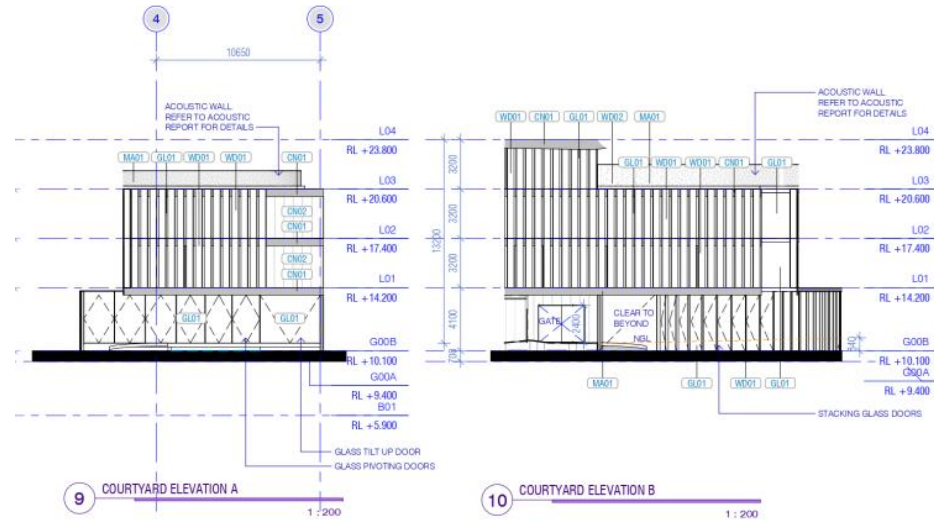 4
5
10650
ACOUSTIC WALL
REFER TO ACOUSTIC
REPORT FOR DETAILS
MA01
GL01
WD01
WD01
CN01
CN02
CN01
CN02
CN01
GL01
GL01
L04
RL +23.800
L03
RL +20.600
L02
RL +17.400
L01
RL +14.200
G00B
RL +10.100
G00A
RL +9.400
B01
RL +5.900
GLASS TILT UP DOOR
GLASS PIVOTING DOORS
9
COURTYARD ELEVATION A
1 : 200
3200
3200
3200
13200
4100
700
WD01
CN01
GL01
WD02
MA01
ACOUSTIC WALL
REFER TO ACOUSTIC
REPORT FOR DETAILS
GL01
WD01
WD01
CN01
GL01
L04
RL +23.800
L03
RL +20.600
L02
RL +17.400
L01
RL +14.200
GATE
2400
CLEAR TO
BEYOND
NGL
840
G00B
RL +10.100
G00A
RL +9.400
MA01
GL01
WD01
GL01
STACKING GLASS DOORS
10
COURTYARD ELEVATION B
1 : 200